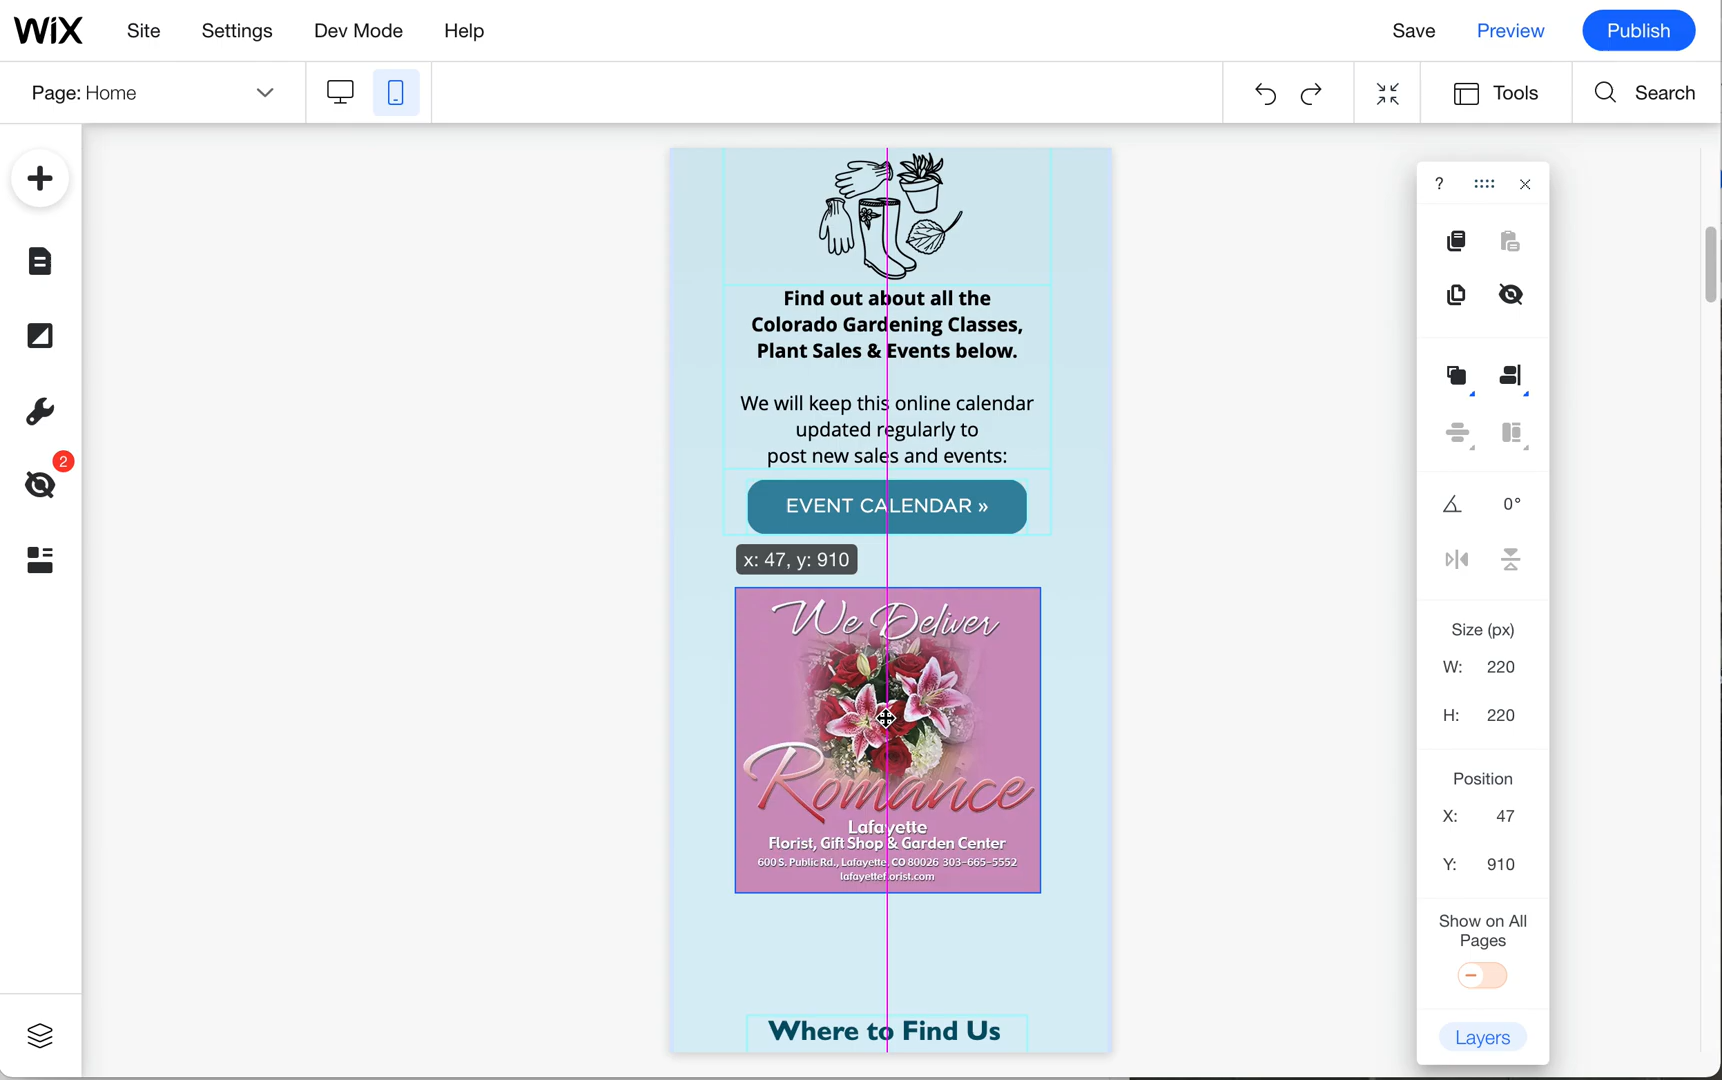 WiX
Site
Settings
Dev Mode
Help
Save
Preview
Publish
Page: Home
Tools
Search
?
Find out about all the
Colorado Gardening Classes,
Plant Sales & Events below.
We will keep this online calendar
updated regularly to
post new sales and events:
EVENT CALENDAR »
x: 47, y: 910
We Deliver
Romance
Lafayette
Florist, Gift Shop & Garden Center
600 S. Public Rd., Lafayette, CO 80026 303-665-5552
lafayetteflorist.com
Where to Find Us
2
0°
Size (px)
W: 220
H: 220
Position
X: 47
Y: 910
Show on All
Pages
Layers